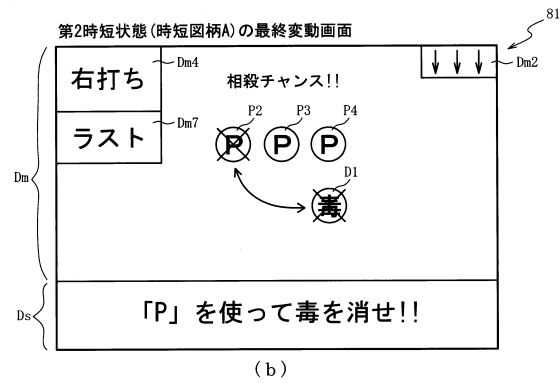 81
第2時短状態(時短図柄A)の最終変動画面
右打ち
Dm4
相殺チャンス!!
Dm2
ラスト
Dm7
P2
P3
P4
P
P
P
Dm
D1
毒
Ds
「P」を使って毒を消せ!!
(b)